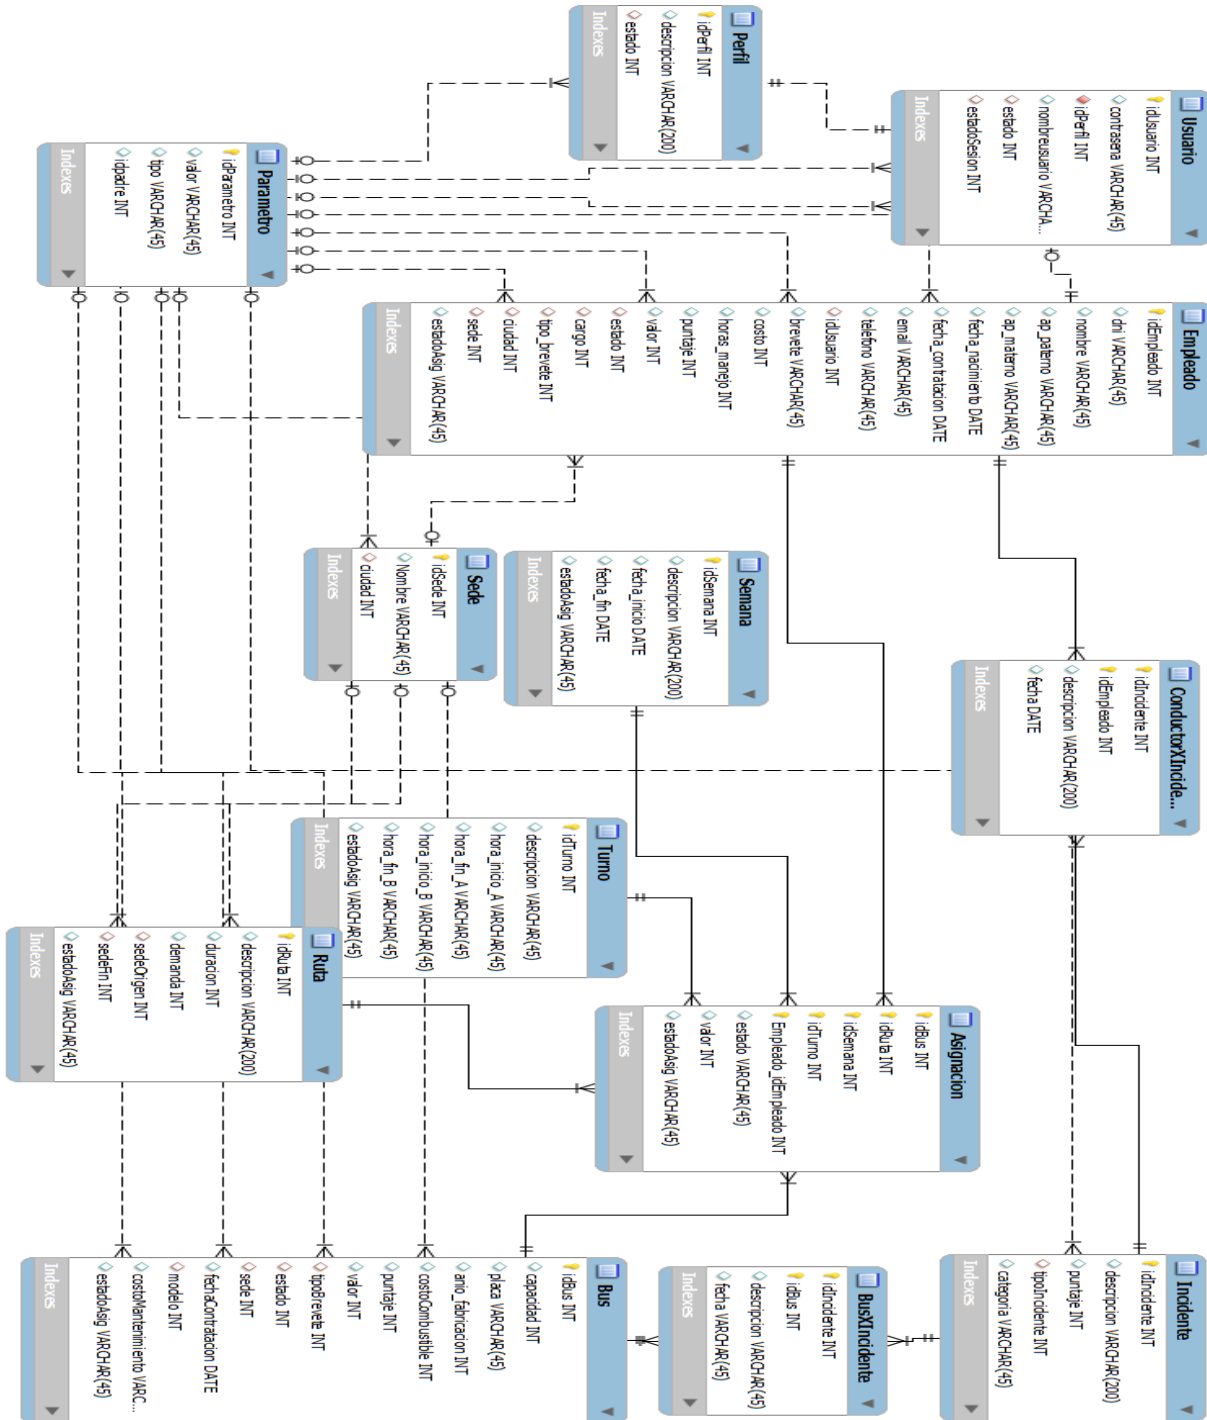 Usuario
idUsuario INT
contrasena VARCHAR(45)
idPerfil INT
nombreusuario VARCHA...
estado INT
estadoSesion INT
Indexes
Perfil
idPerfil INT
descripcion VARCHAR(200)
estado INT
Indexes
Parametro
idParametro INT
valor VARCHAR(45)
tipo VARCHAR(45)
idpadre INT
Indexes
Empleado
idEmpleado INT
dni VARCHAR(45)
nombre VARCHAR(45)
ap_paterno VARCHAR(45)
ap_materno VARCHAR(45)
fecha_nacimiento DATE
fecha_contratacion DATE
email VARCHAR(45)
telefono VARCHAR(45)
idUsuario INT
brevete VARCHAR(45)
costo INT
horas_manejo INT
puntaje INT
valor INT
estado INT
cargo INT
tipo_brevete INT
ciudad INT
sede INT
estadoAsig VARCHAR(45)
Indexes
Semana
idSemana INT
descripcion VARCHAR(200)
fecha_inicio DATE
fecha_fin DATE
estadoAsig VARCHAR(45)
Indexes
Sede
idSede INT
Nombre VARCHAR(45)
ciudad INT
Indexes
ConductorXIncide...
idIncidente INT
idEmpleado INT
descripcion VARCHAR(200)
fecha DATE
Indexes
Turno
idTurno INT
descripcion VARCHAR(45)
hora_inicio_A VARCHAR(45)
hora_fin_A VARCHAR(45)
hora_inicio_B VARCHAR(45)
hora_fin_B VARCHAR(45)
estadoAsig VARCHAR(45)
Indexes
Ruta
idRuta INT
descripcion VARCHAR(200)
duracion INT
demanda INT
sedeOrigen INT
sedeFin INT
estadoAsig VARCHAR(45)
Indexes
Asignacion
idBus INT
idRuta INT
idSemana INT
idTurno INT
Empleado_idEmpleado INT
estado VARCHAR(45)
valor INT
estadoAsig VARCHAR(45)
Indexes
Incidente
idIncidente INT
descripcion VARCHAR(200)
puntaje INT
tipoIncidente INT
categoria VARCHAR(45)
Indexes
BusXIncidente
idIncidente INT
idBus INT
descripcion VARCHAR(45)
fecha VARCHAR(45)
Indexes
Bus
idBus INT
capacidad INT
placa VARCHAR(45)
anio_fabricacion INT
costoCombustible INT
puntaje INT
valor INT
tipoBrevete INT
estado INT
sede INT
fechaContratacion DATE
modelo INT
costoMantenimiento VARC...
estadoAsig VARCHAR(45)
Indexes